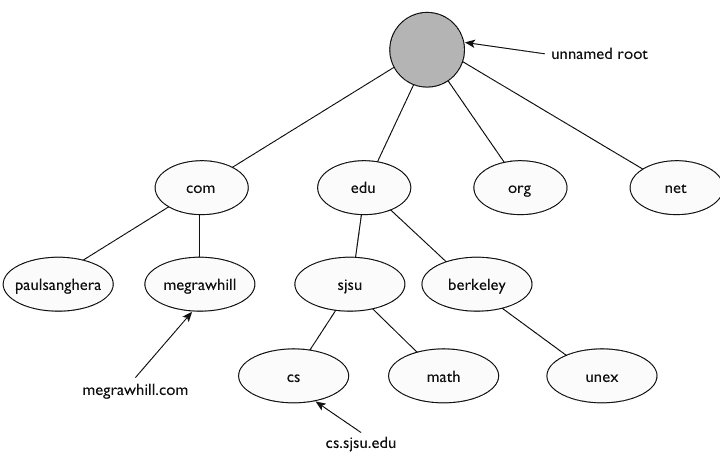 unnamed root
com
edu
org
net
paulsanghera
megrawhill
sjsu
berkeley
cs
math
unex
megrawhill.com
cs.sjsu.edu